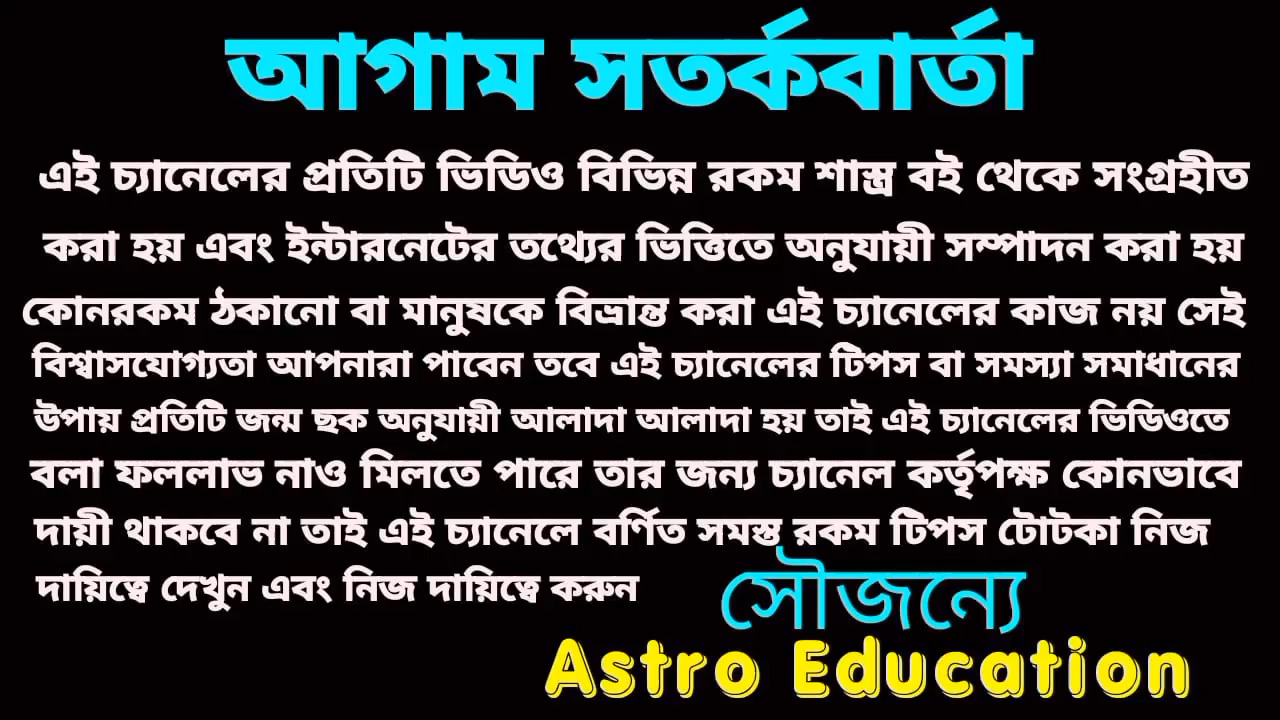 আগাম সতর্কবার্তা
এই চ্যানেলের প্রতিটি ভিডিও বিভিন্ন রকম শাস্ত্র বই থেকে সংগ্রহীত
করা হয় এবং ইন্টারনেটের তথ্যের ভিত্তিতে অনুযায়ী সম্পাদন করা হয়
কোনরকম ঠকানো বা মানুষকে বিভ্রান্ত করা এই চ্যানেলের কাজ নয় সেই
বিশ্বাসযোগ্যতা আপনারা পাবেন তবে এই চ্যানেলের টিপস বা সমস্যা সমাধানের
উপায় প্রতিটি জন্ম ছক অনুযায়ী আলাদা আলাদা হয় তাই এই চ্যানেলের ভিডিওতে
বলা ফললাভ নাও মিলতে পারে তার জন্য চ্যানেল কর্তৃপক্ষ কোনভাবে
দায়ী থাকবে না তাই এই চ্যানেলে বর্ণিত সমস্ত রকম টিপস টোটকা নিজ
দায়িত্বে দেখুন এবং নিজ দায়িত্বে করুন
সৌজন্যে
Astro Education